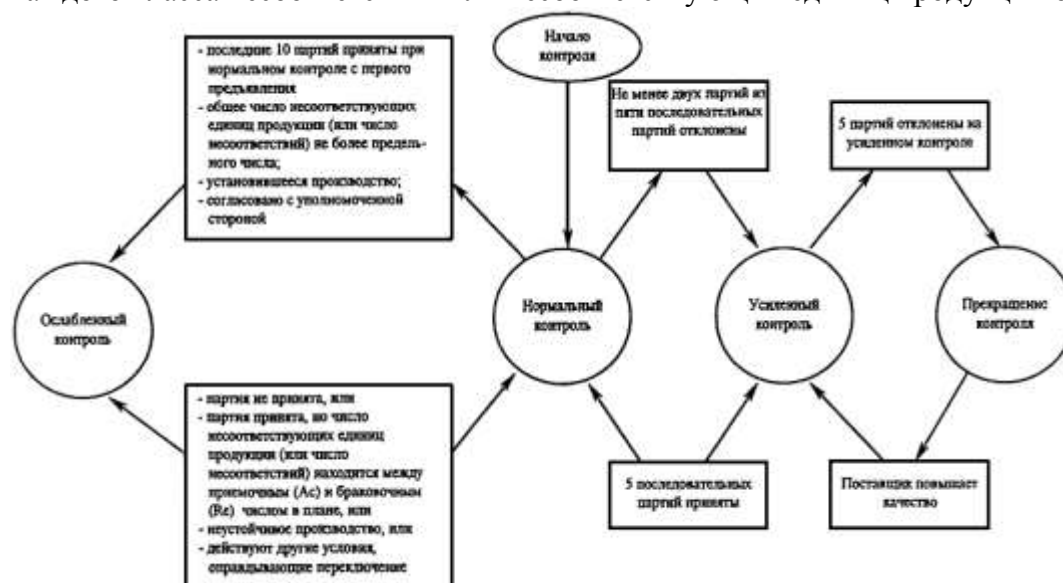 Начало
контроля
- последние 10 партий приняты при
нормальном контроле с первого
предъявления
- общее число несоответствующих
единиц продукции (или число
несоответствий) не более предель-
ного числа;
- установившееся производство;
- согласовано с уполномоченной
стороной
Не менее двух партий из
пяти последовательных
партий отклонены
5 партий отклонены на
усиленном контроле
Ослабленный
контроль
Нормальный
контроль
Усиленный
контроль
Прекращение
контроля
- партия не принята, или
- партия принята, но число
несоответствующих единиц
продукции (или число
несоответствий) находится между
приемочным (Ac) и браковочным
(Re) числом в плане, или
- неустойчивое производство, или
- действуют другие условия,
оправдывающие переключение
5 последовательных
партий приняты
Поставщик повышает
качество